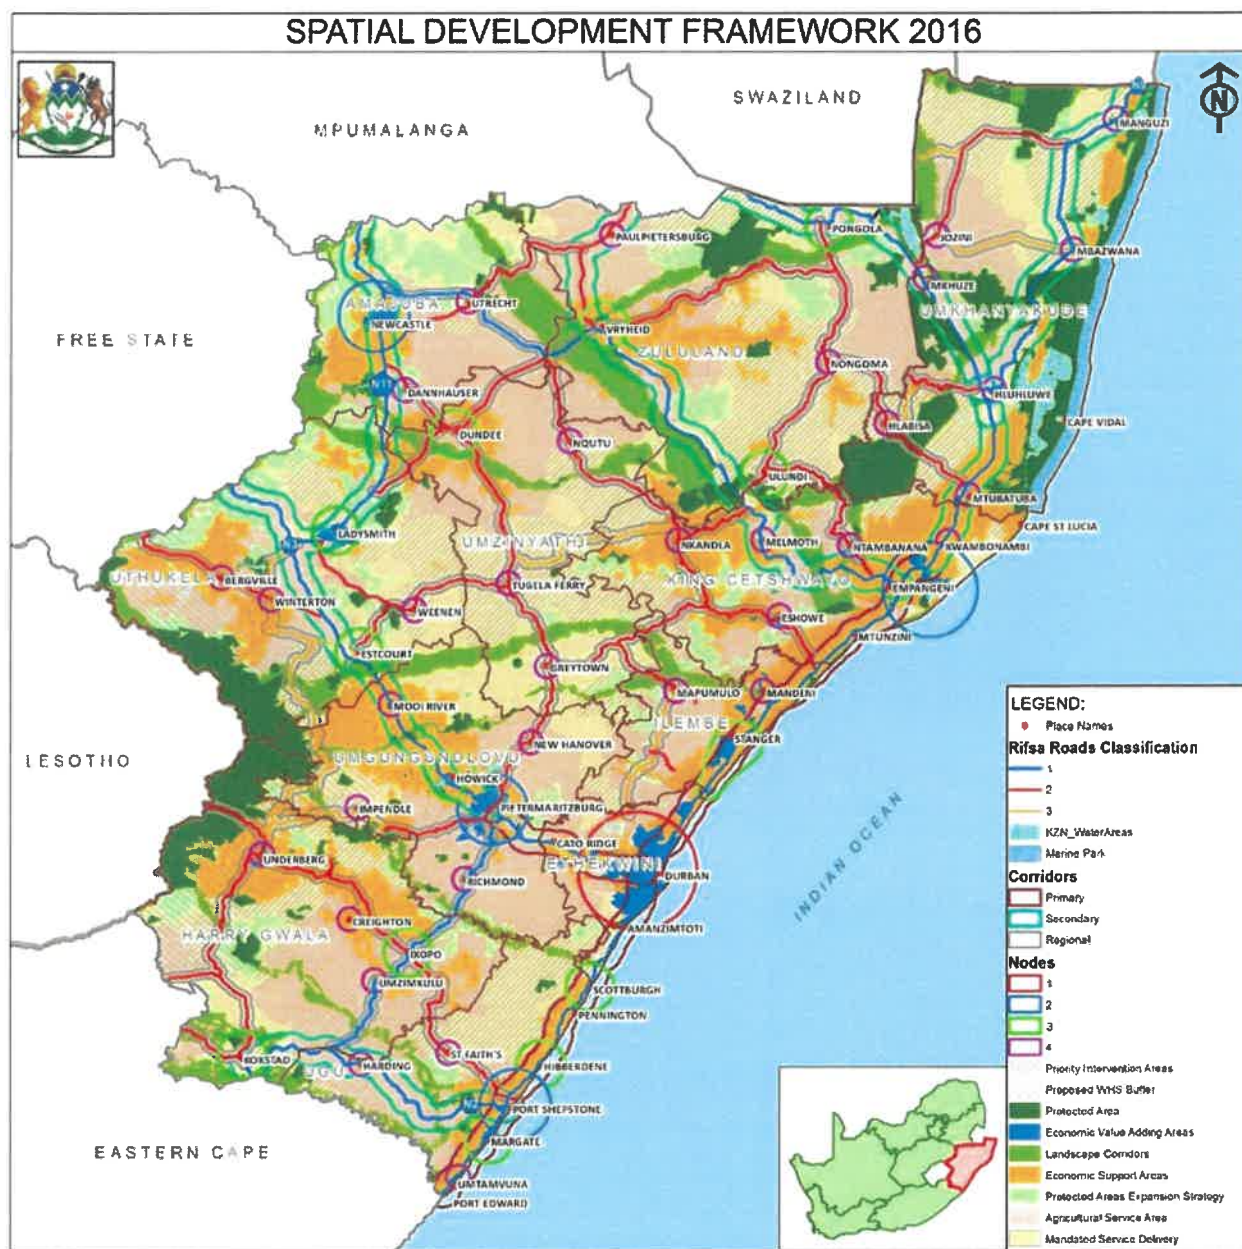 SPATIAL DEVELOPMENT FRAMEWORK 2016
SWAZILAND
N
MPUMALANGA
MANGUZI
PAULPIETERSBURG
PONGOLA
JOZINI
MBAZWANA
MKHUZE
AMAJUBA
UTRECHT
UMKHANYAKUDE
NEWCASTLE
VRYHEID
FREE STATE
ZULULAND
NONGOMA
N11
DANNHAUSER
HLUHLUWE
HLABISA
CAPE VIDAL
DUNDEE
NQUTU
ULUNDI
MTUBATUBA
CAPE ST LUCIA
LADYSMITH
UMZINYATHI
NKANDLA
MELMOTH
NTAMBANANA
KWAMBONAMBI
UTHUKELA
BERGVILLE
TUGELA FERRY
KING CETSHWAYO
EMPANGENI
WINTERTON
WEENEN
ESHOWE
MTUNZINI
ESTCOURT
GREYTOWN
MAPUMULO
MANDENI
MOOI RIVER
ILEMBE
STANGER
NEW HANOVER
UMGUNGUNDLOVU
LESOTHO
HOWICK
IMPENDLE
PIETERMARITZBURG
CATO RIDGE
UNDERBERG
ETHEKWINI
DURBAN
RICHMOND
INDIAN OCEAN
CREIGHTON
AMANZIMTOTI
HARRY GWALA
IXOPO
UMZIMKULU
SCOTTBURGH
PENNINGTON
KOKSTAD
ST FAITH'S
HARDING
HIBBERDENE
UGU
N2
PORT SHEPSTONE
MARGATE
EASTERN CAPE
UMTAMVUNA
PORT EDWARD
LEGEND:
Place Names
Rifsa Roads Classification
1
2
3
KZN_WaterAreas
Marine Park
Corridors
Primary
Secondary
Regional
Nodes
1
2
3
4
Priority Intervention Areas
Proposed WHS Buffer
Protected Area
Economic Value Adding Areas
Landscape Corridors
Economic Support Areas
Protected Areas Expansion Strategy
Agricultural Service Area
Mandated Service Delivery